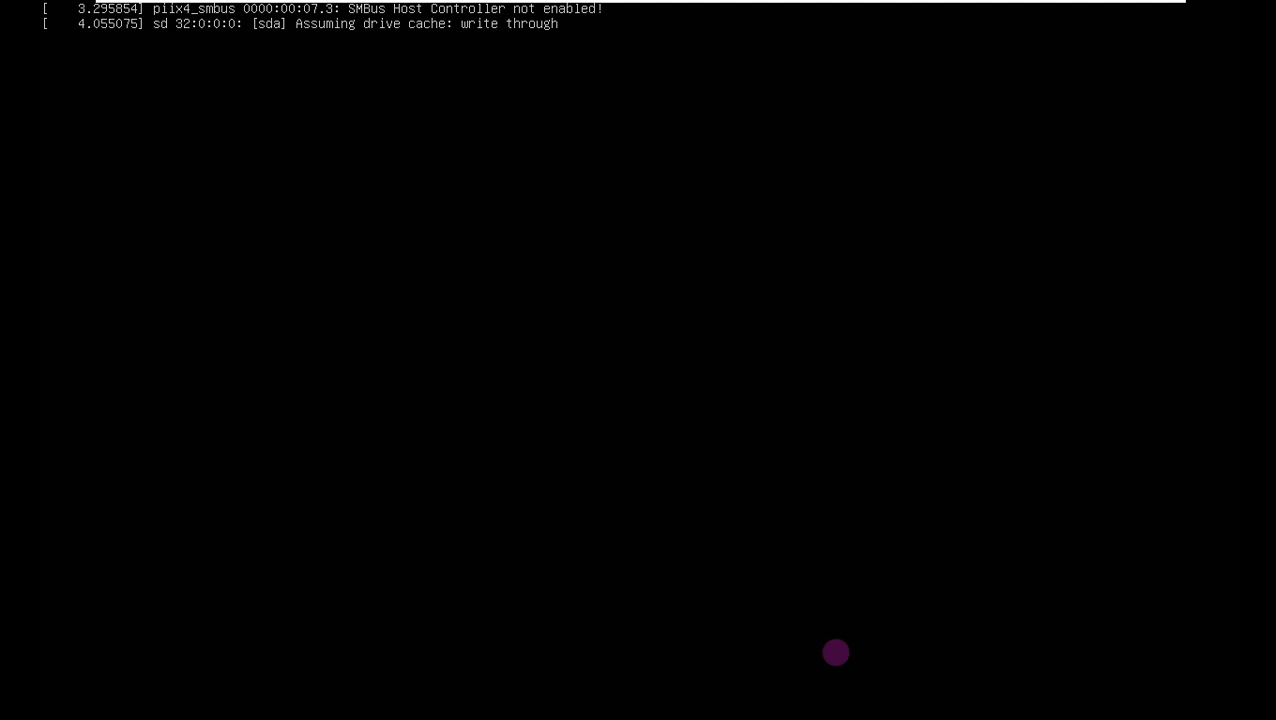 [    3.295854] piix4_smbus 0000:00:07.3: SMBus Host Controller not enabled!
[    4.055075] sd 32:0:0:0: [sda] Assuming drive cache: write through